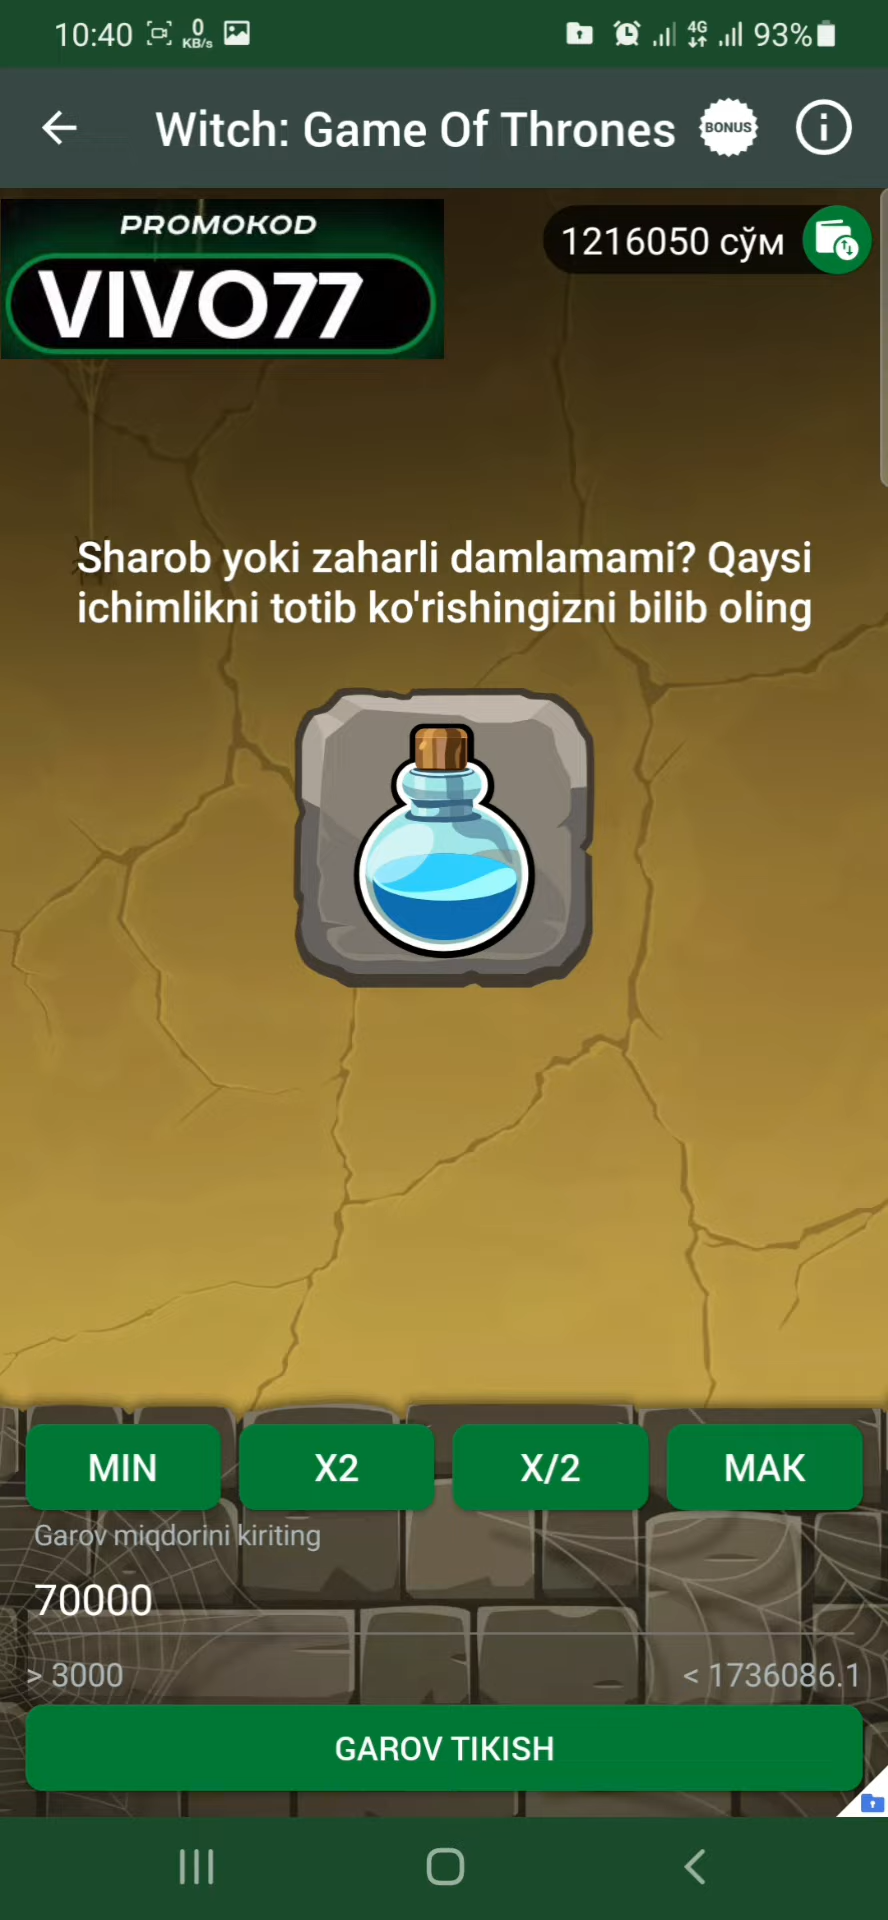 10:40 0 KB/s 4G 93%
Witch: Game Of Thrones BONUS
PROMOKOD
VIVO77
1216050 сўм
Sharob yoki zaharli damlamami? Qaysi
ichimlikni totib ko'rishingizni bilib oling
MIN X2 X/2 MAK
Garov miqdorini kiriting
70000
> 3000 < 1736086.1
GAROV TIKISH